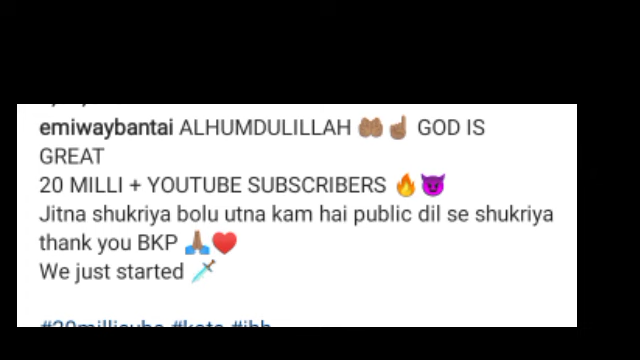 emiwaybantai ALHUMDULILLAH 🤲🏽☝🏽 GOD IS
GREAT
20 MILLI + YOUTUBE SUBSCRIBERS 🔥😈
Jitna shukriya bolu utna kam hai public dil se shukriya
thank you BKP 🙏🏽♥️
We just started 🗡️